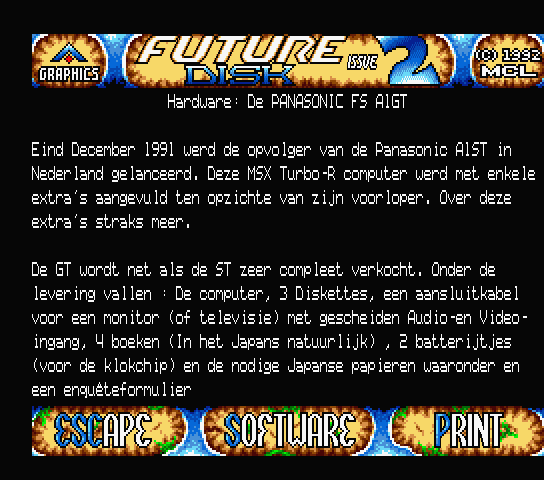 GRAPHICS
FUTURE DISK ISSUE 2
(C) 1992 MCL
Hardware: De PANASONIC FS A1GT
Eind December 1991 werd de opvolger van de Panasonic A1ST in
Nederland gelanceerd. Deze MSX Turbo-R computer werd met enkele
extra's aangevuld ten opzichte van zijn voorloper. Over deze
extra's straks meer.
De GT wordt net als de ST zeer compleet verkocht. Onder de
levering vallen : De computer, 3 Diskettes, een aansluitkabel
voor een monitor (of televisie) met gescheiden Audio-en Video-
ingang, 4 boeken (In het Japans natuurlijk) , 2 batterijtjes
(voor de klokchip) en de nodige Japanse papieren waaronder en
een enquêteformulier
ESCAPE SOFTWARE PRINT